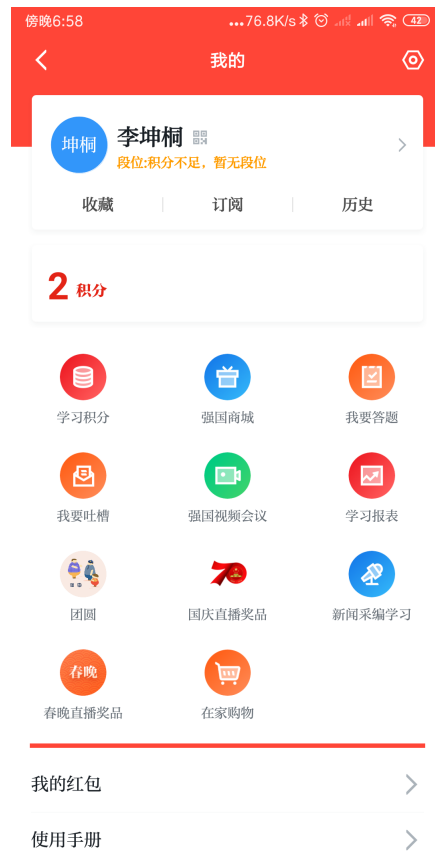 傍晚6:58
...76.8K/s
42
我的
坤桐
李坤桐
段位:积分不足，暂无段位
收藏
订阅
历史
2 积分
学习积分
强国商城
我要答题
我要吐槽
强国视频会议
学习报表
团圆
70
国庆直播奖品
新闻采编学习
春晚
春晚直播奖品
在家购物
我的红包
使用手册